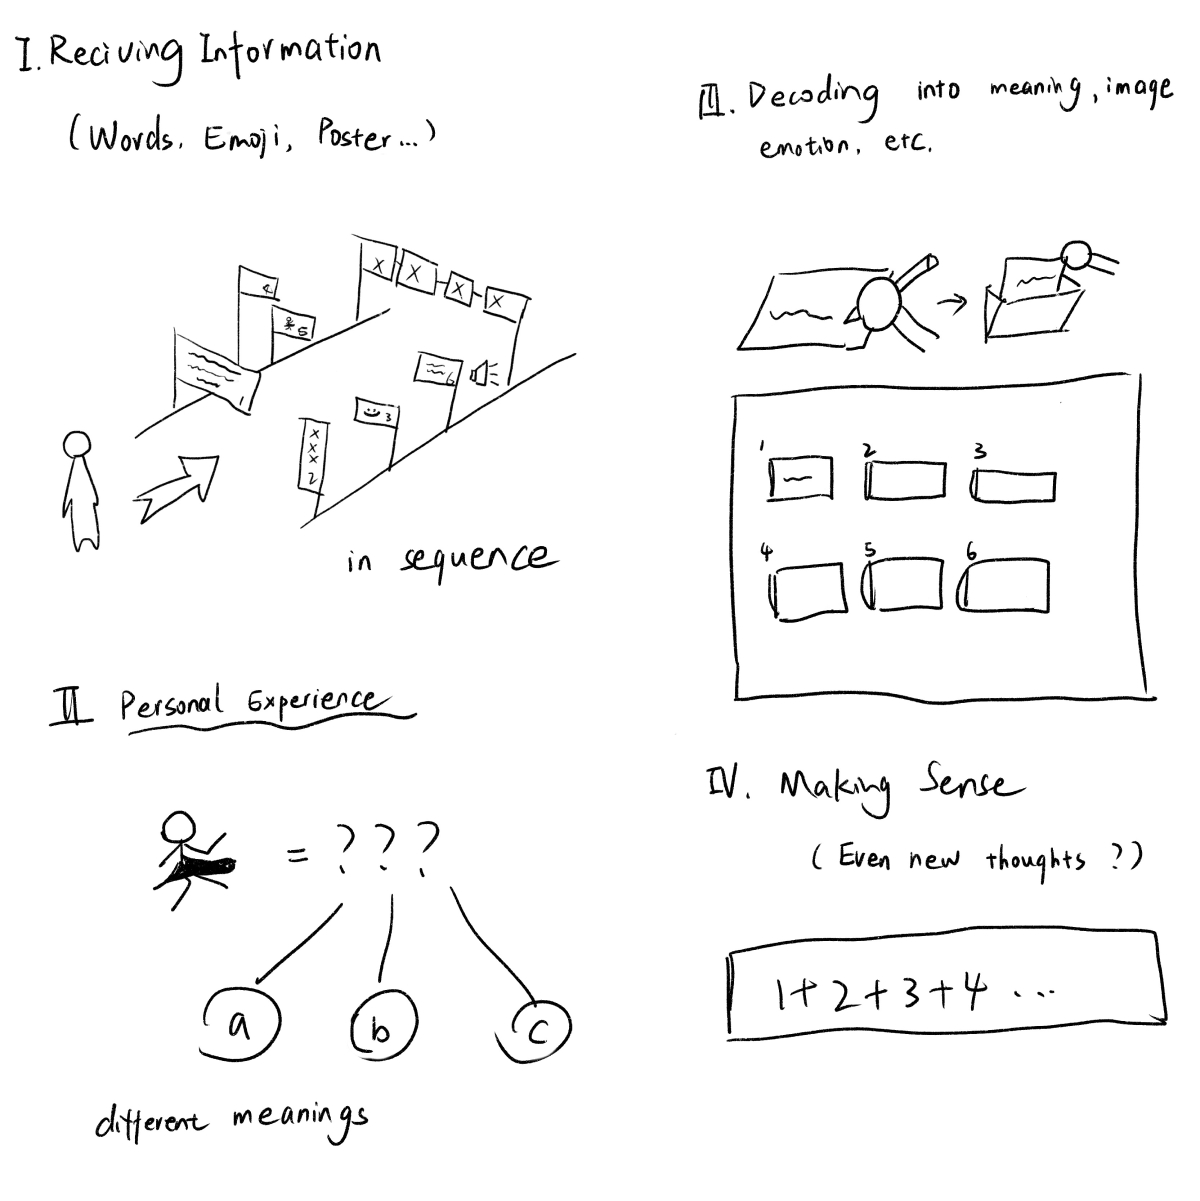 I. Reciving Information
(Words. Emoji, Poster...)
X X X X
4
5
1
6
3
X
X
X
2
in sequence
II Personal Experience
= ? ? ?
a b c
different meanings
III. Decoding into meaning, image
emotion, etc.
1 2 3
4 5 6
IV. Making Sense
(Even new thoughts?)
1+2+3+4 ...